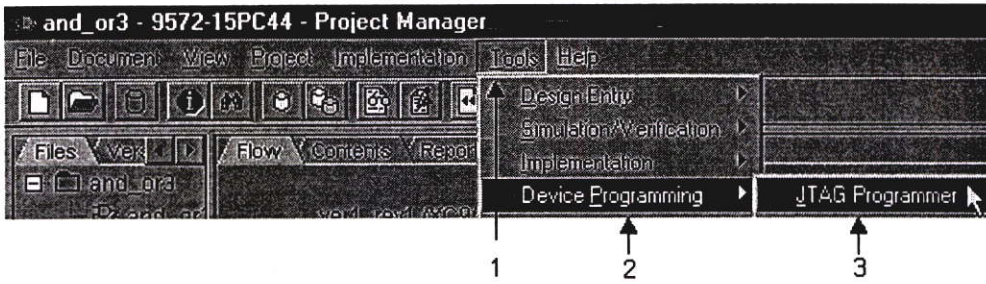 and_or3 - 9572-15PC44 - Project Manager
File Document View Project Implementation Tools Help
Design Entry
Simulation/Verification
Files Flow Contents Report Implementation
and_or3 Device Programming JTAG Programmer
1 2 3